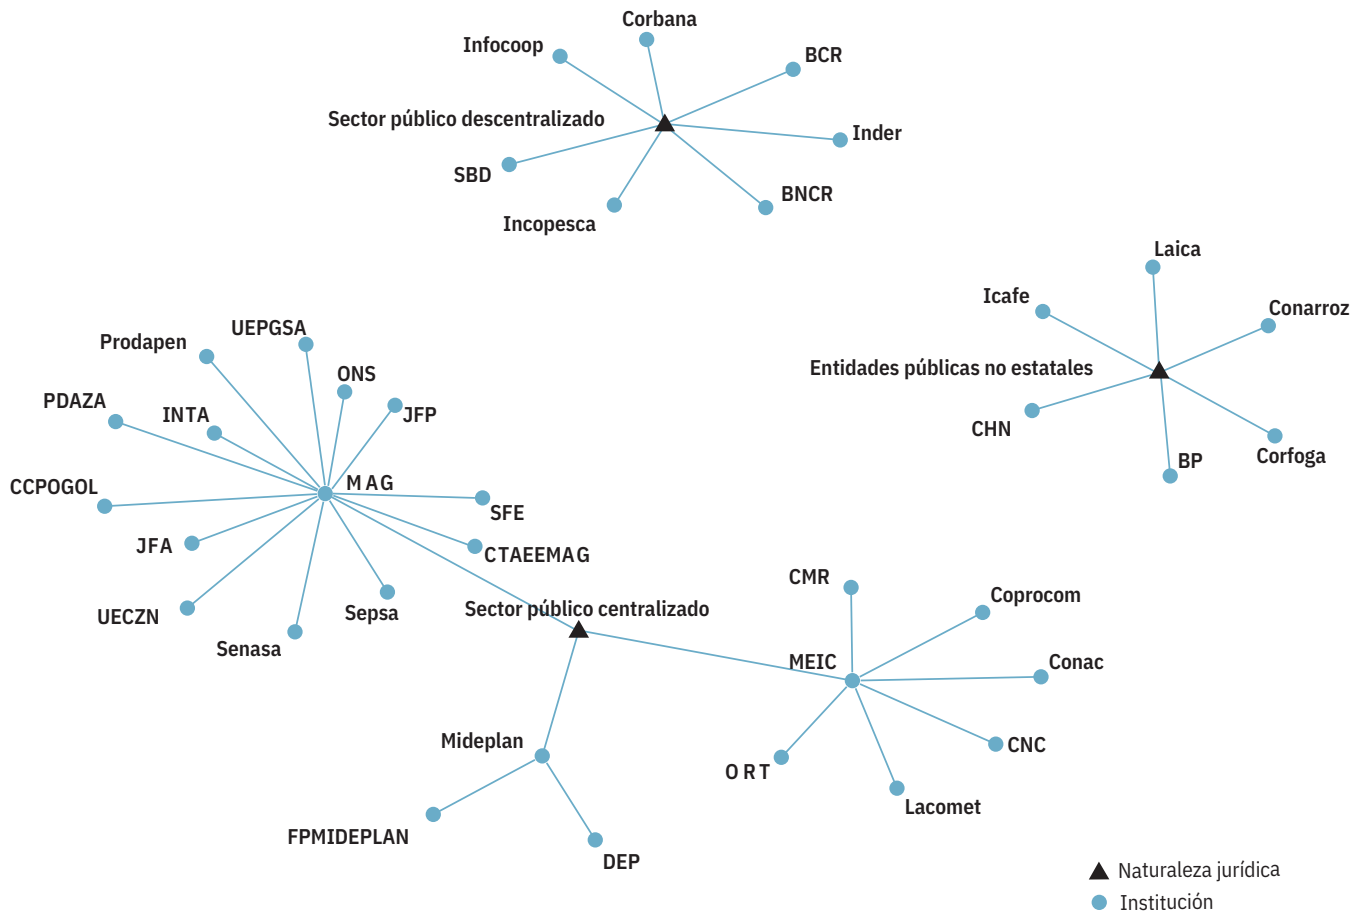 Corbana
Infocoop
BCR
Sector público descentralizado
Inder
SBD
BNCR
Incopesca
Laica
Icafe
Conarroz
Entidades públicas no estatales
CHN
Corfoga
BP
UEPGSA
Prodapen
ONS
PDAZA
INTA
JFP
MAG
CCPOGOL
SFE
JFA
CTAEEMAG
UECZN
Sepsa
Senasa
Sector público centralizado
CMR
Coprocom
MEIC
Conac
CNC
ORT
Lacomet
Mideplan
FPMIDEPLAN
DEP
Naturaleza jurídica
Institución